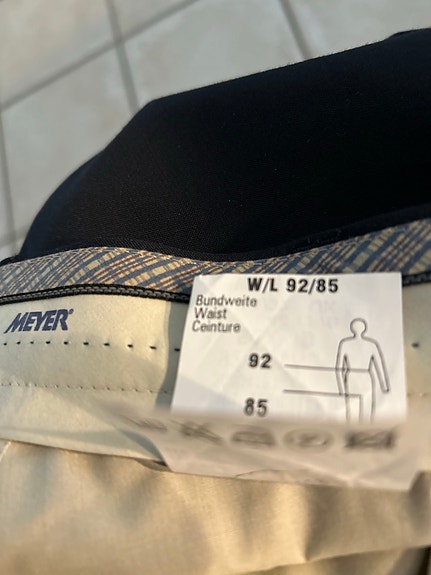 W/L 92/85
Bundweite
Waist
Ceinture
92
85
MEYER®